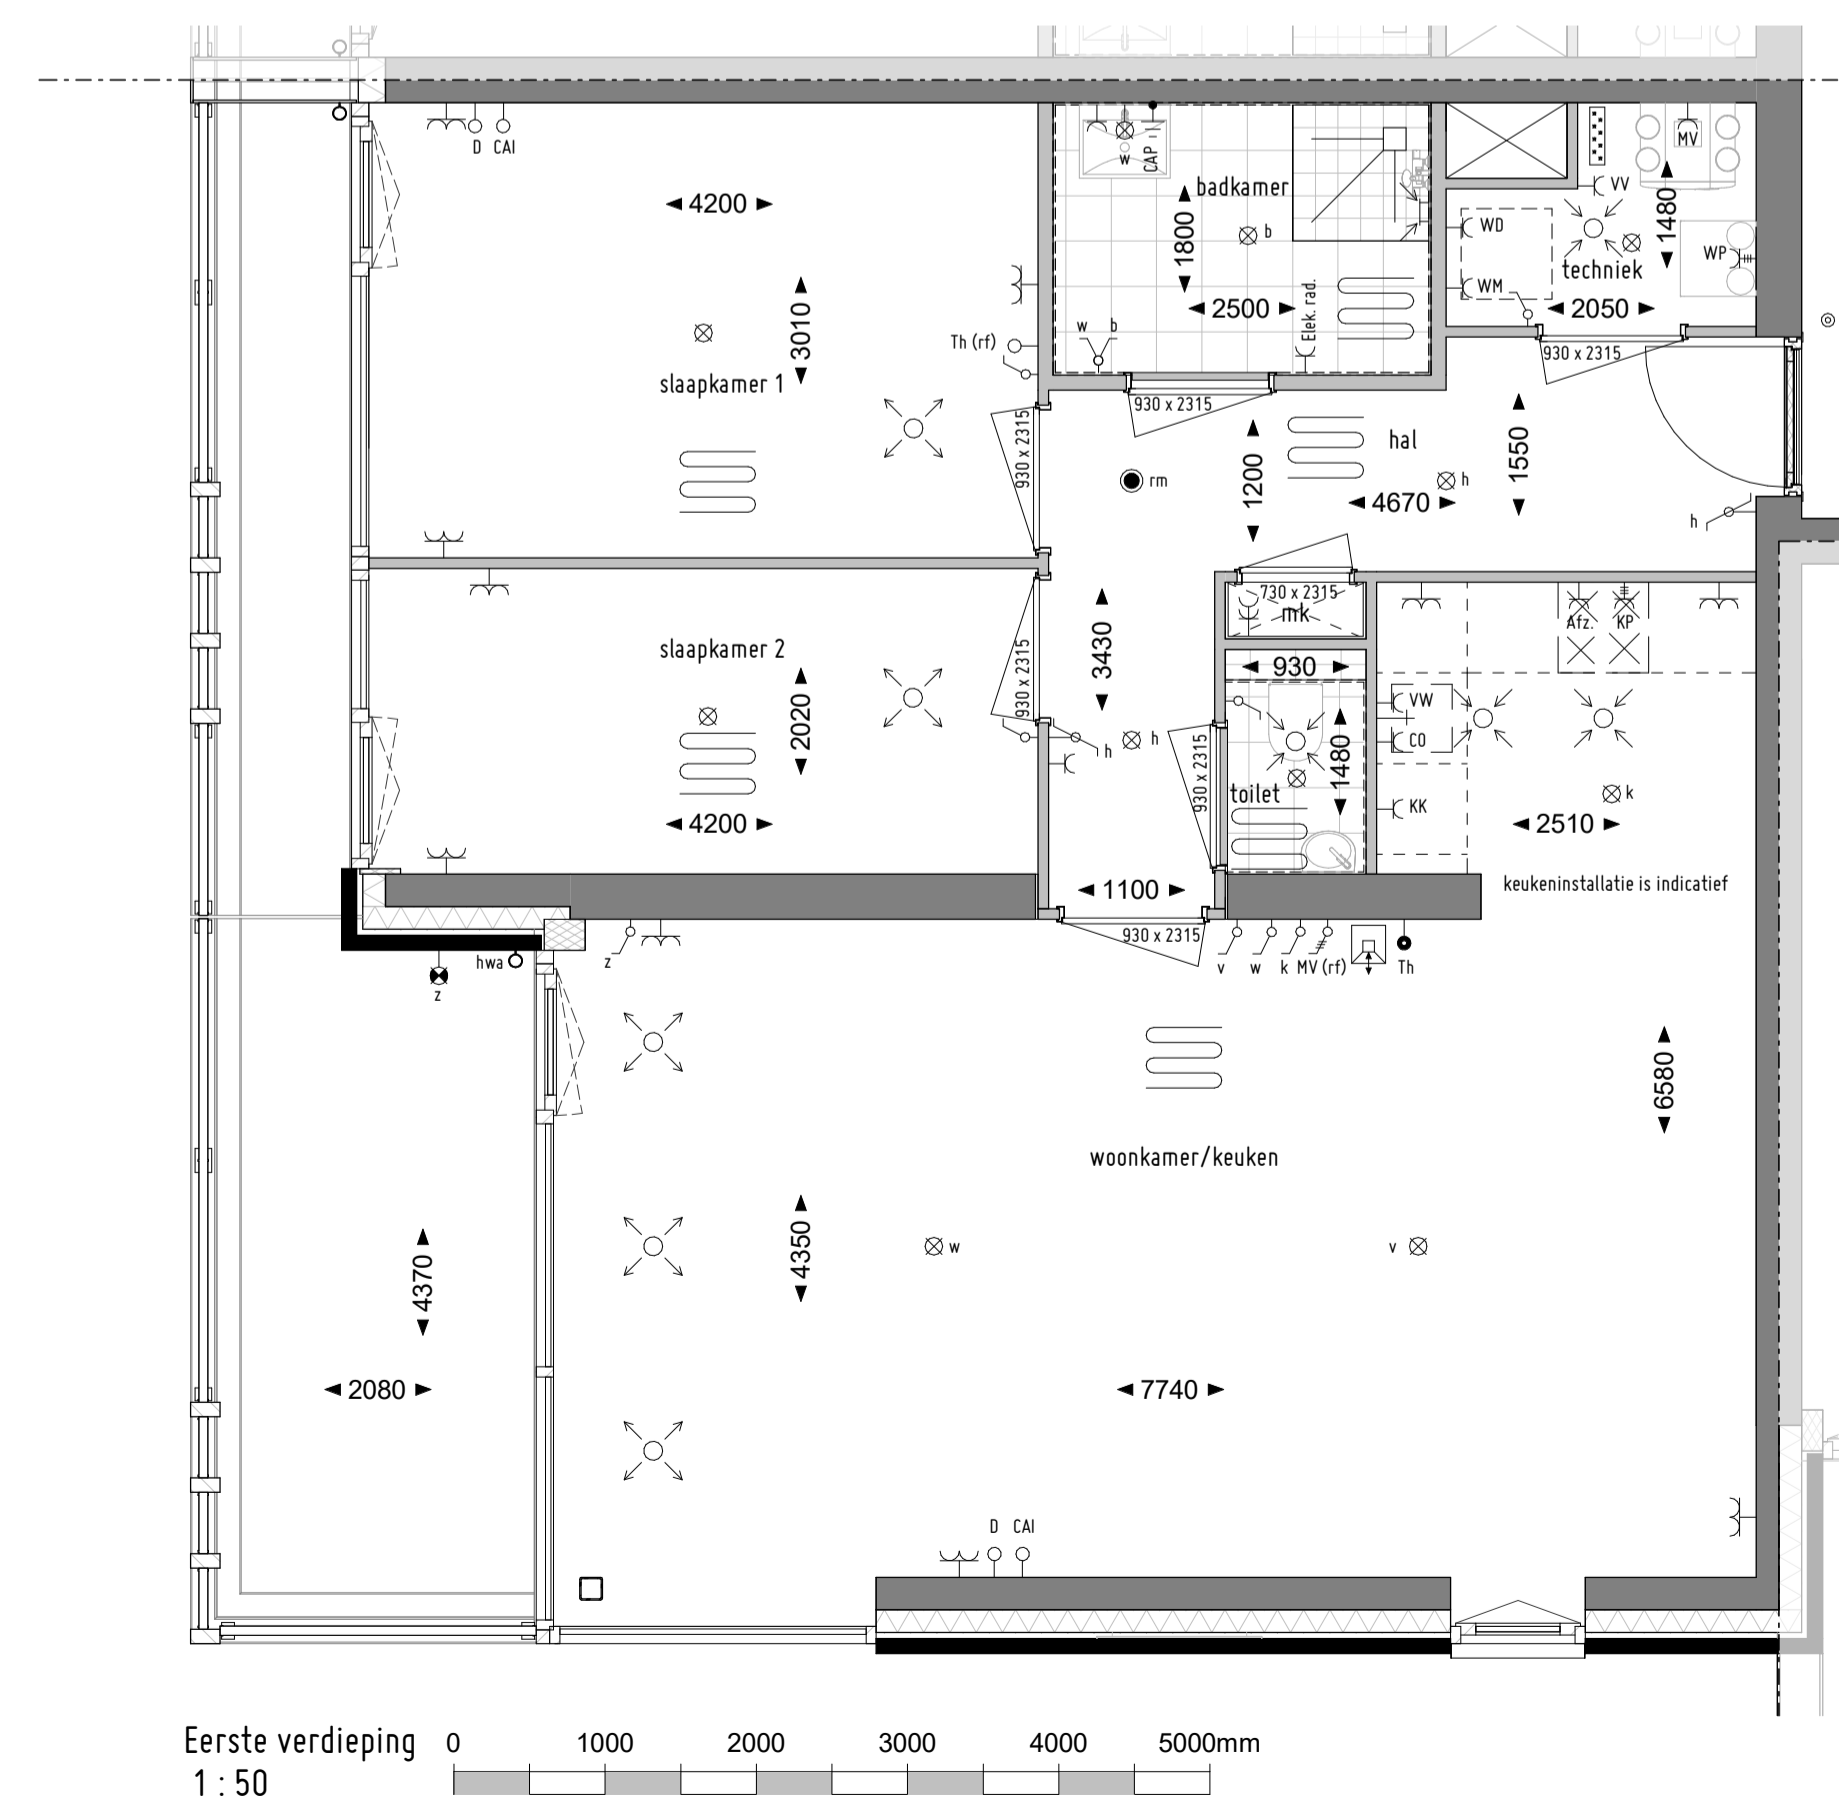 D CAI
4200
3010
slaapkamer 1
Th (rf)
930 x 2315
w
CAP
badkamer
1800
b
2500
Elek. rad.
w b
930 x 2315
MV
VV
1480
WD
WP
techniek
WM
2050
930 x 2315
hal
1200
1550
rm
h
4670
h
slaapkamer 2
2020
4200
930 x 2315
3430
h
h
930 x 2315
1100
930 x 2315
730 x 2315
mk
930
1480
toilet
Afz. KP
VW
CO
KK
k
2510
keukeninstallatie is indicatief
hwa
z
z
v w k MV (rf) Th
6580
woonkamer/keuken
4350
w
v
4370
2080
7740
D CAI
Eerste verdieping
1 : 50
0 1000 2000 3000 4000 5000mm